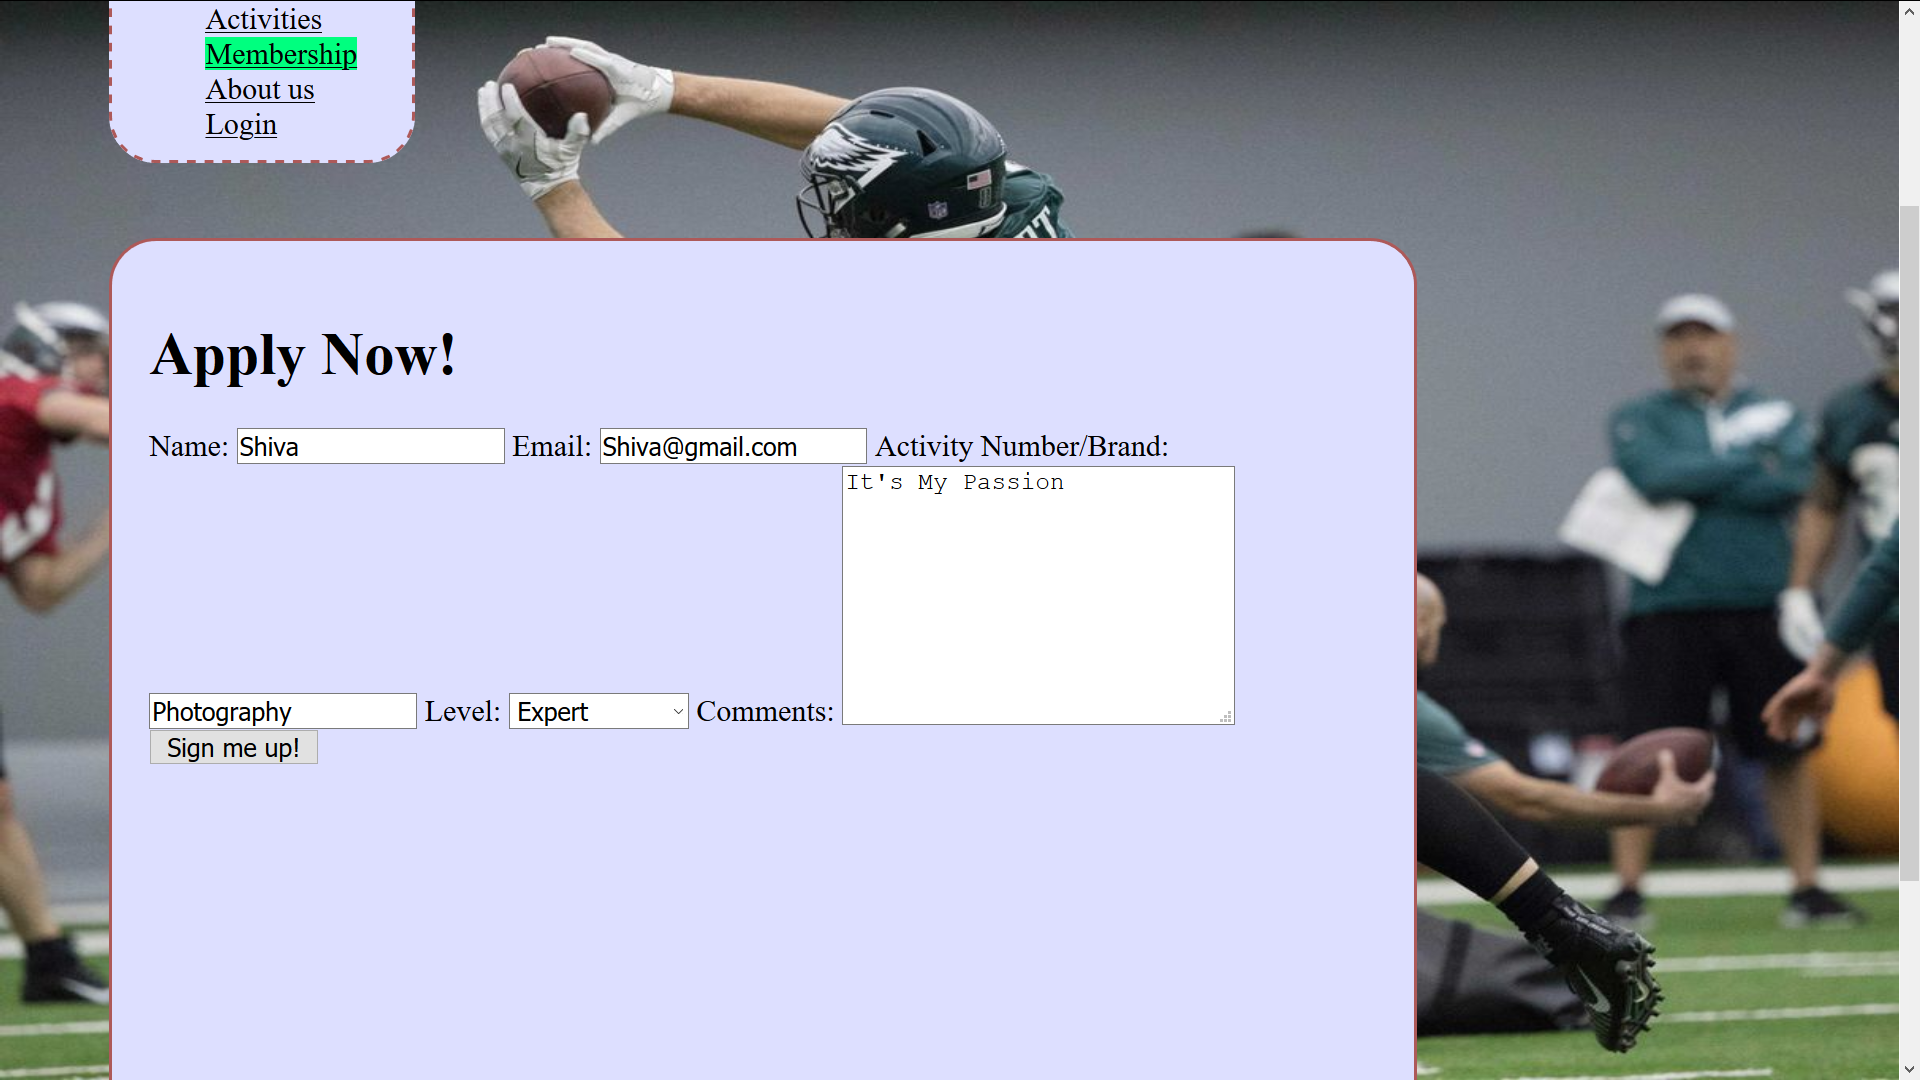 Activities
Membership
About us
Login
Apply Now!
Name: Shiva Email: Shiva@gmail.com Activity Number/Brand:
It's My Passion
Photography Level: Expert Comments:
Sign me up!